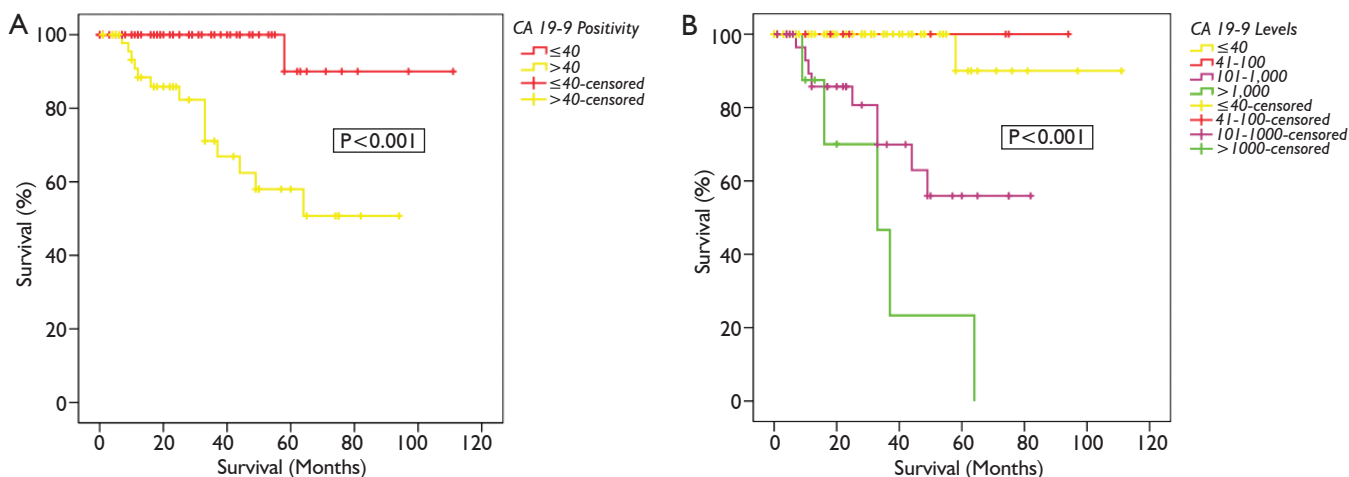 A
CA 19-9 Positivity
≤40
>40
≤40-censored
>40-censored
P<0.001
Survival (%)
100
80
60
40
20
0
0 20 40 60 80 100 120
Survival (Months)
B
CA 19-9 Levels
≤40
41-100
101-1,000
>1,000
≤40-censored
41-100-censored
101-1000-censored
>1000-censored
P<0.001
Survival (%)
100
80
60
40
20
0
0 20 40 60 80 100 120
Survival (Months)